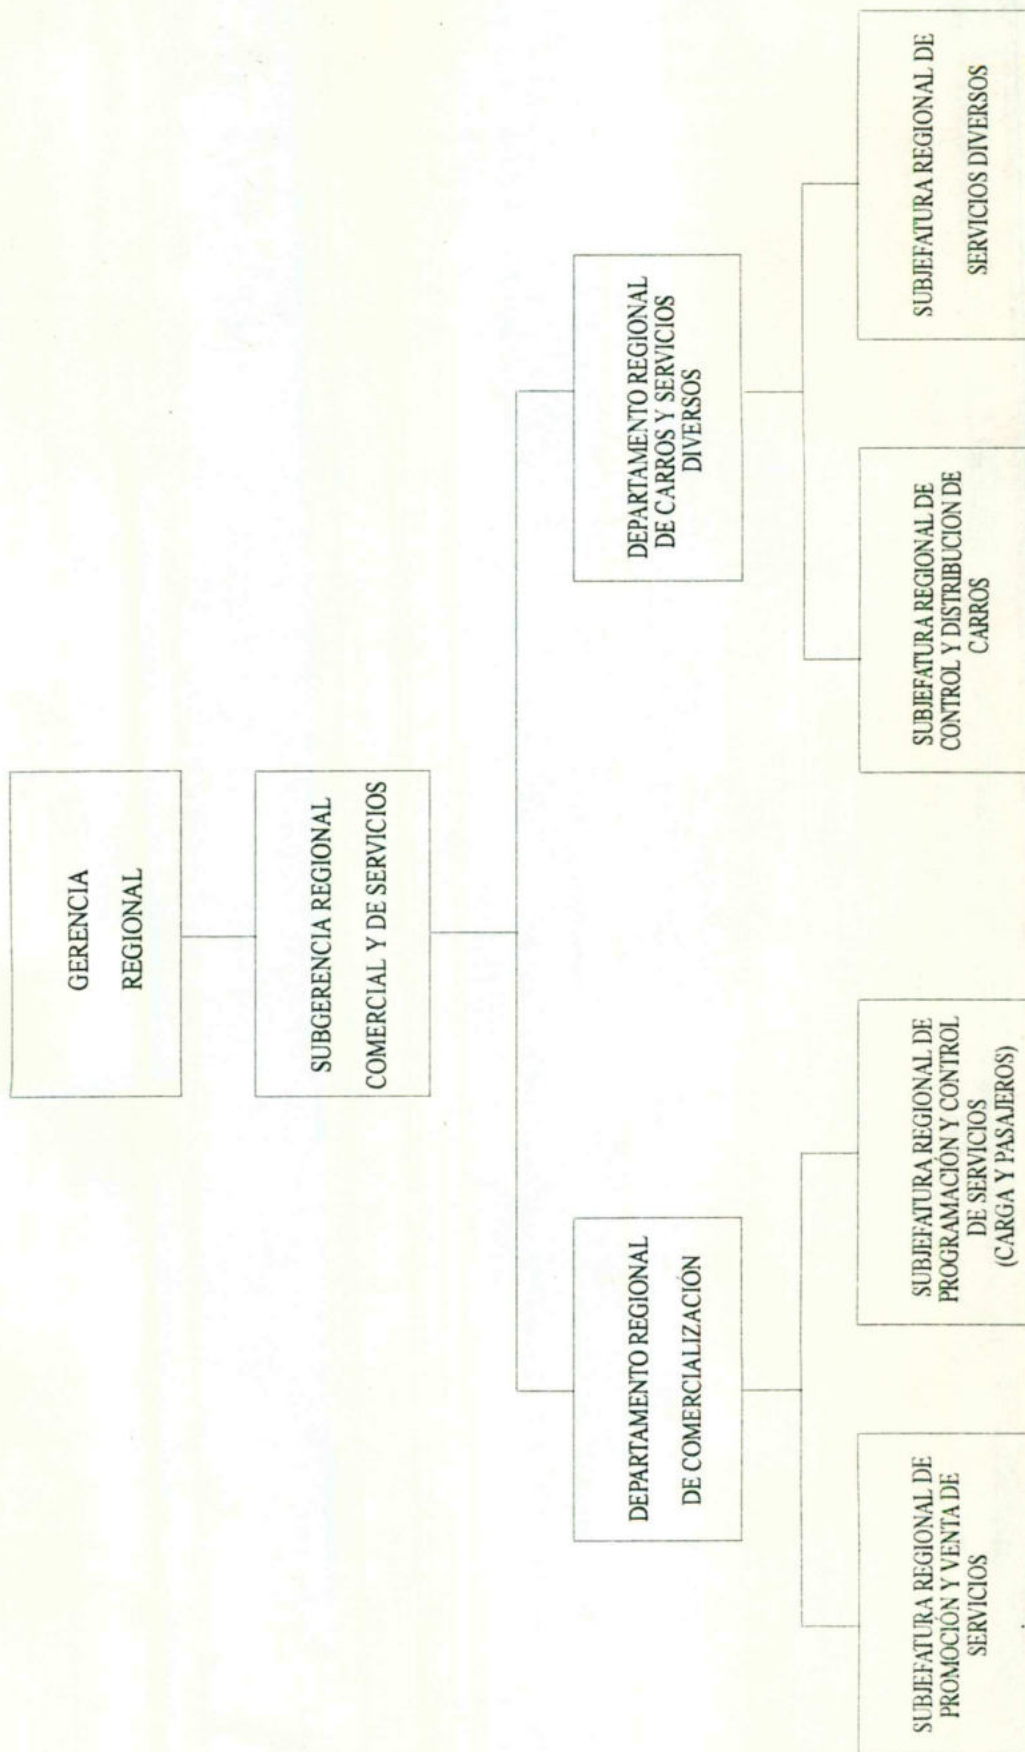 GERENCIA
REGIONAL
SUBGERENCIA REGIONAL
COMERCIAL Y DE SERVICIOS
DEPARTAMENTO REGIONAL
DE COMERCIALIZACIÓN
DEPARTAMENTO REGIONAL
DE CARROS Y SERVICIOS
DIVERSOS
SUBJEFATURA REGIONAL DE
PROMOCIÓN Y VENTA DE
SERVICIOS
SUBJEFATURA REGIONAL DE
PROGRAMACIÓN Y CONTROL
DE SERVICIOS
(CARGA Y PASAJEROS)
SUBJEFATURA REGIONAL DE
CONTROL Y DISTRIBUCION DE
CARROS
SUBJEFATURA REGIONAL DE
SERVICIOS DIVERSOS